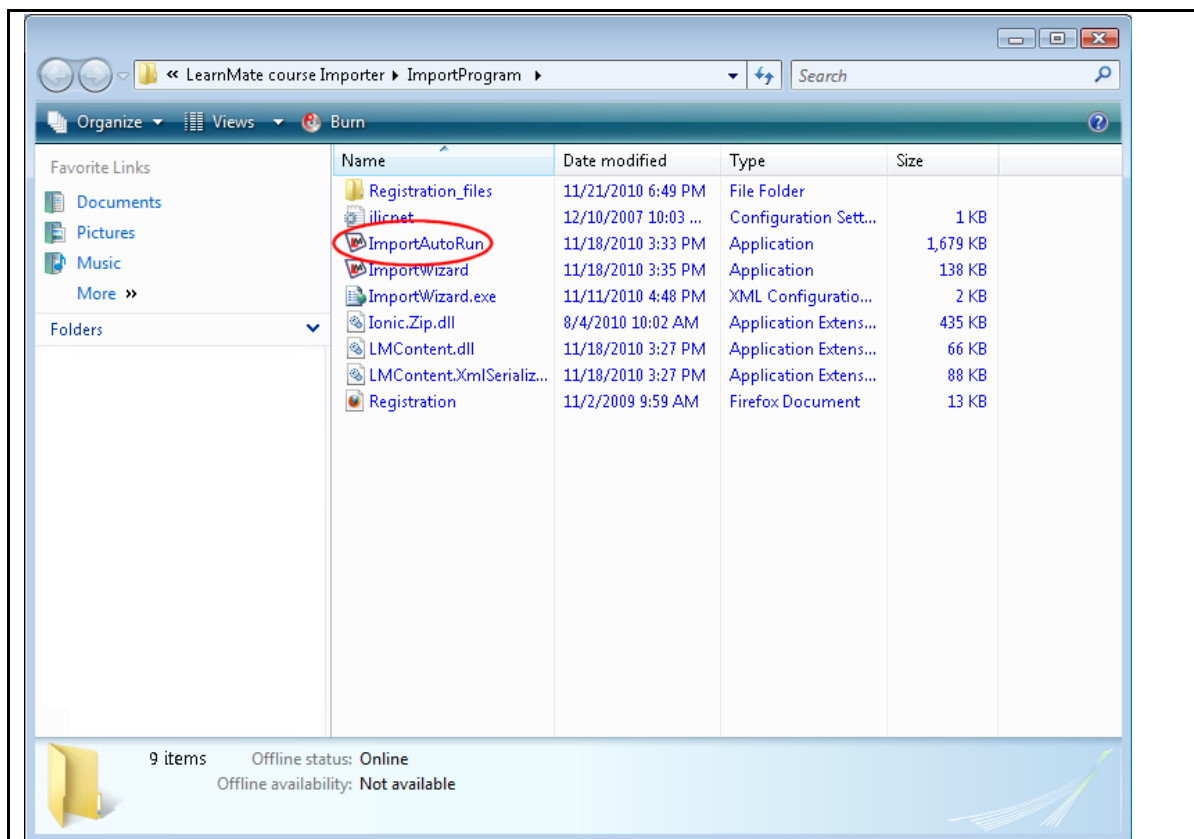 « LearnMate course Importer ▸ ImportProgram ▸ Search
Organize Views Burn
Favorite Links
Documents
Pictures
Music
More »
Folders
Name Date modified Type Size
Registration_files 11/21/2010 6:49 PM File Folder
ilicnet 12/10/2007 10:03 ... Configuration Sett... 1 KB
ImportAutoRun 11/18/2010 3:33 PM Application 1,679 KB
ImportWizard 11/18/2010 3:35 PM Application 138 KB
ImportWizard.exe 11/11/2010 4:48 PM XML Configuratio... 2 KB
Ionic.Zip.dll 8/4/2010 10:02 AM Application Extens... 435 KB
LMContent.dll 11/18/2010 3:27 PM Application Extens... 66 KB
LMContent.XmlSerializ... 11/18/2010 3:27 PM Application Extens... 88 KB
Registration 11/2/2009 9:59 AM Firefox Document 13 KB
9 items Offline status: Online
Offline availability: Not available